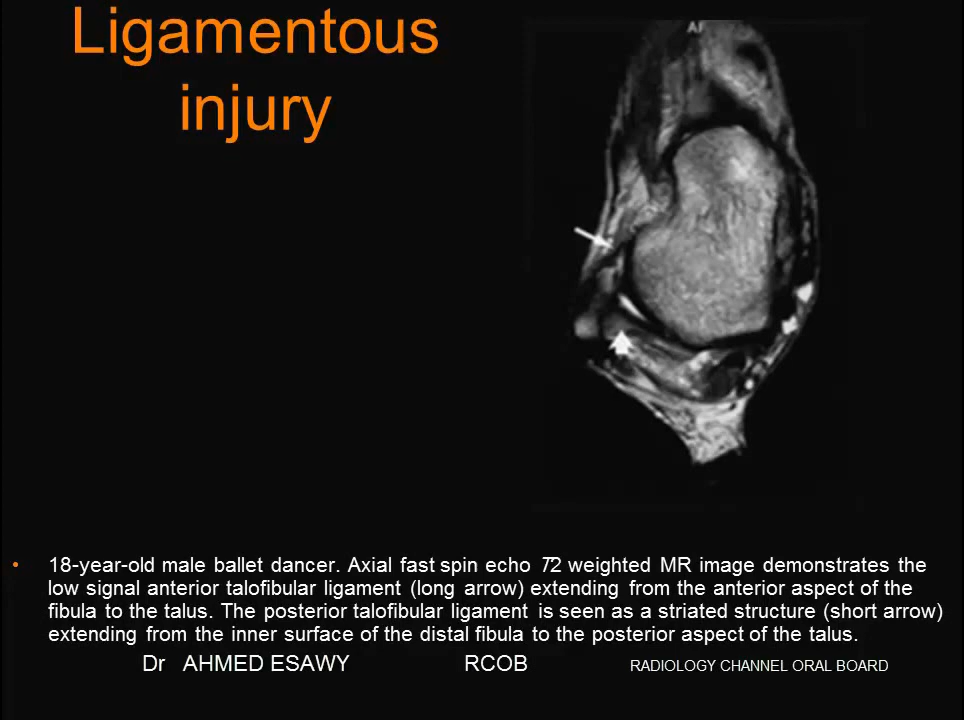 Ligamentous
injury
• 18-year-old male ballet dancer. Axial fast spin echo T2 weighted MR image demonstrates the
low signal anterior talofibular ligament (long arrow) extending from the anterior aspect of the
fibula to the talus. The posterior talofibular ligament is seen as a striated structure (short arrow)
extending from the inner surface of the distal fibula to the posterior aspect of the talus.
Dr AHMED ESAWY RCOB RADIOLOGY CHANNEL ORAL BOARD